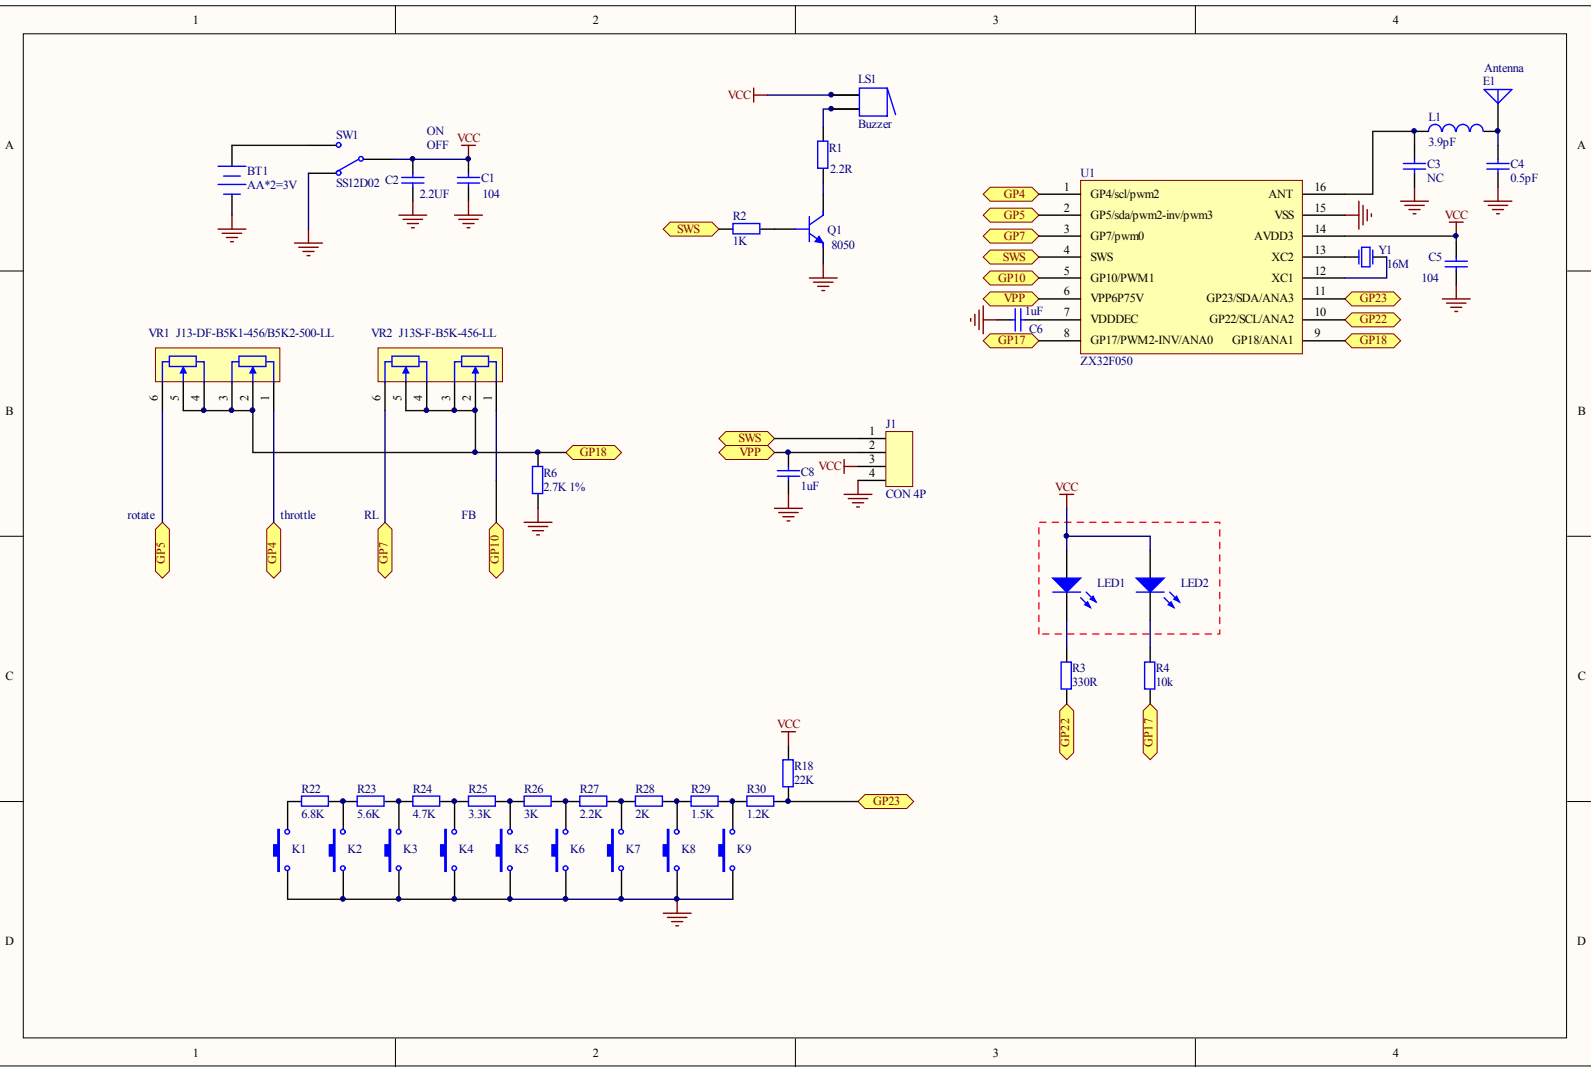 1
2
3
4
A
A
B
B
C
C
D
D
1
2
3
4
SW1
ON
OFF
VCC
BT1
AA*2=3V
SS12D02
C2
2.2UF
C1
104
VCC
LS1
Buzzer
R1
2.2R
SWS
R2
1K
Q1
8050
Antenna
E1
L1
3.9pF
C3
NC
C4
0.5pF
U1
GP4 1 GP4/scl/pwm2
GP5 2 GP5/sda/pwm2-inv/pwm3
GP7 3 GP7/pwm0
SWS 4 SWS
GP10 5 GP10/PWM1
VPP 6 VPP6P75V
1uF
C6
7 VDDDEC
GP17 8 GP17/PWM2-INV/ANA0
ANT 16
VSS 15
AVDD3 14
XC2 13
XC1 12
GP23/SDA/ANA3 11 GP23
GP22/SCL/ANA2 10 GP22
GP18/ANA1 9 GP18
ZX32F050
VCC
Y1
16M
C5
104
VR1 J13-DF-B5K1-456/B5K2-500-LL
6 5 4 3 2 1
VR2 J13S-F-B5K-456-LL
6 5 4 3 2 1
GP18
R6
2.7K 1%
rotate
throttle
RL
FB
GP5
GP4
GP7
GP10
J1
SWS 1
VPP 2
VCC 3
4
C8
1uF
CON 4P
VCC
LED1
LED2
R3
330R
R4
10k
GP22
GP17
VCC
R18
22K
GP23
R22 R23 R24 R25 R26 R27 R28 R29 R30
6.8K 5.6K 4.7K 3.3K 3K 2.2K 2K 1.5K 1.2K
K1 K2 K3 K4 K5 K6 K7 K8 K9